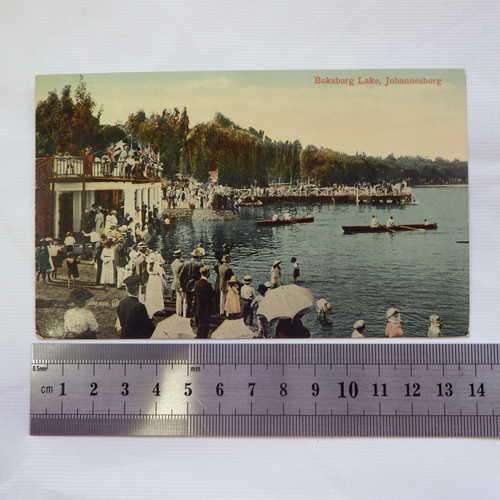 Boksburg Lake, Johannesburg
0.5mm mm
cm 1 2 3 4 5 6 7 8 9 10 11 12 13 14